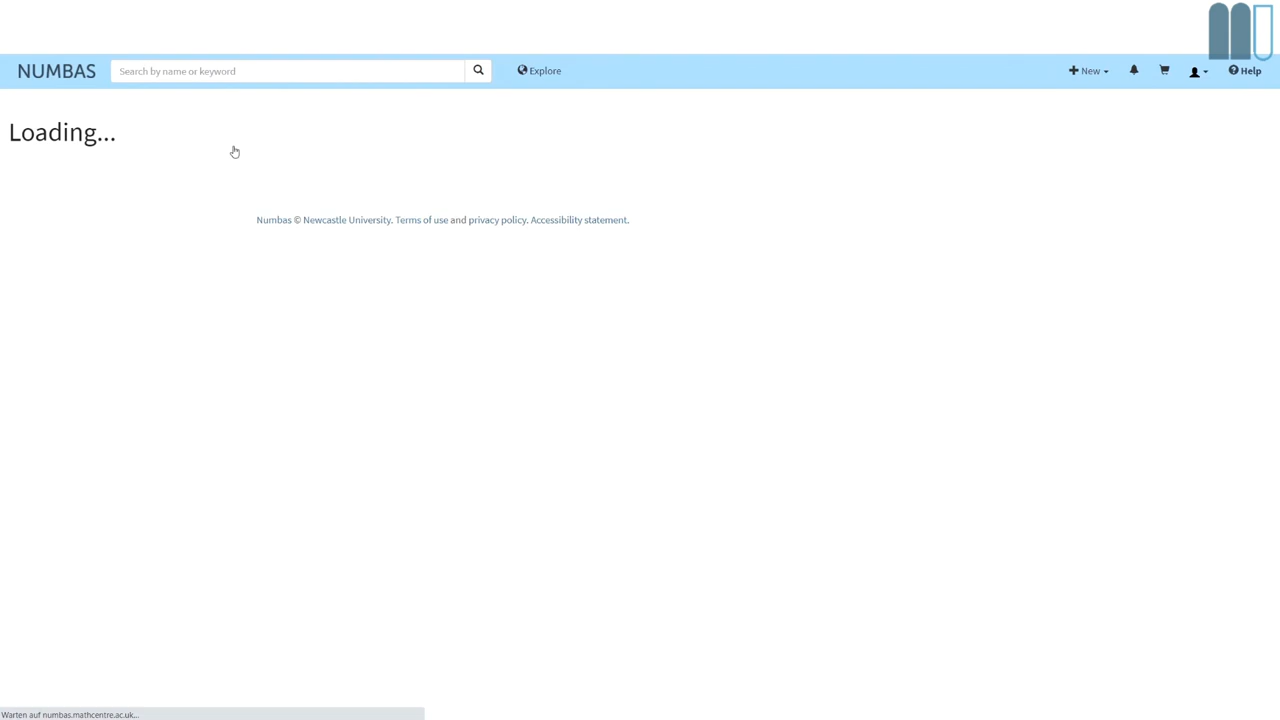 NUMBAS Search by name or keyword Explore New Help
Loading...
Numbas © Newcastle University. Terms of use and privacy policy. Accessibility statement.
Warten auf numbas.mathcentre.ac.uk...